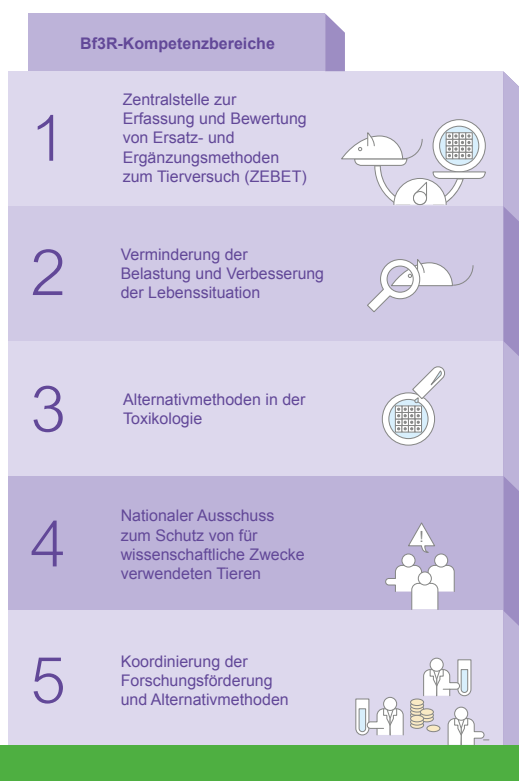 Bf3R-Kompetenzbereiche
1
Zentralstelle zur
Erfassung und Bewertung
von Ersatz- und
Ergänzungsmethoden
zum Tierversuch (ZEBET)
2
Verminderung der
Belastung und Verbesserung
der Lebenssituation
3
Alternativmethoden in der
Toxikologie
4
Nationaler Ausschuss
zum Schutz von für
wissenschaftliche Zwecke
verwendeten Tieren
!
5
Koordinierung der
Forschungsförderung
und Alternativmethoden